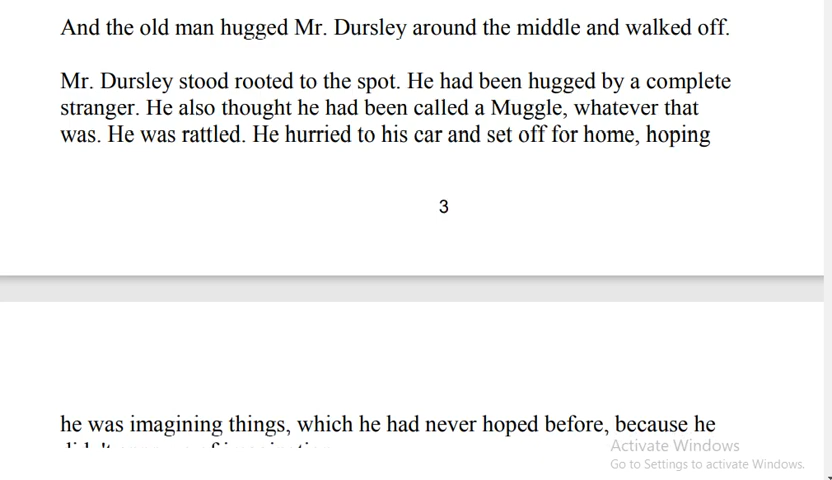 And the old man hugged Mr. Dursley around the middle and walked off.
Mr. Dursley stood rooted to the spot. He had been hugged by a complete
stranger. He also thought he had been called a Muggle, whatever that
was. He was rattled. He hurried to his car and set off for home, hoping
3
he was imagining things, which he had never hoped before, because he
Activate Windows
Go to Settings to activate Windows.